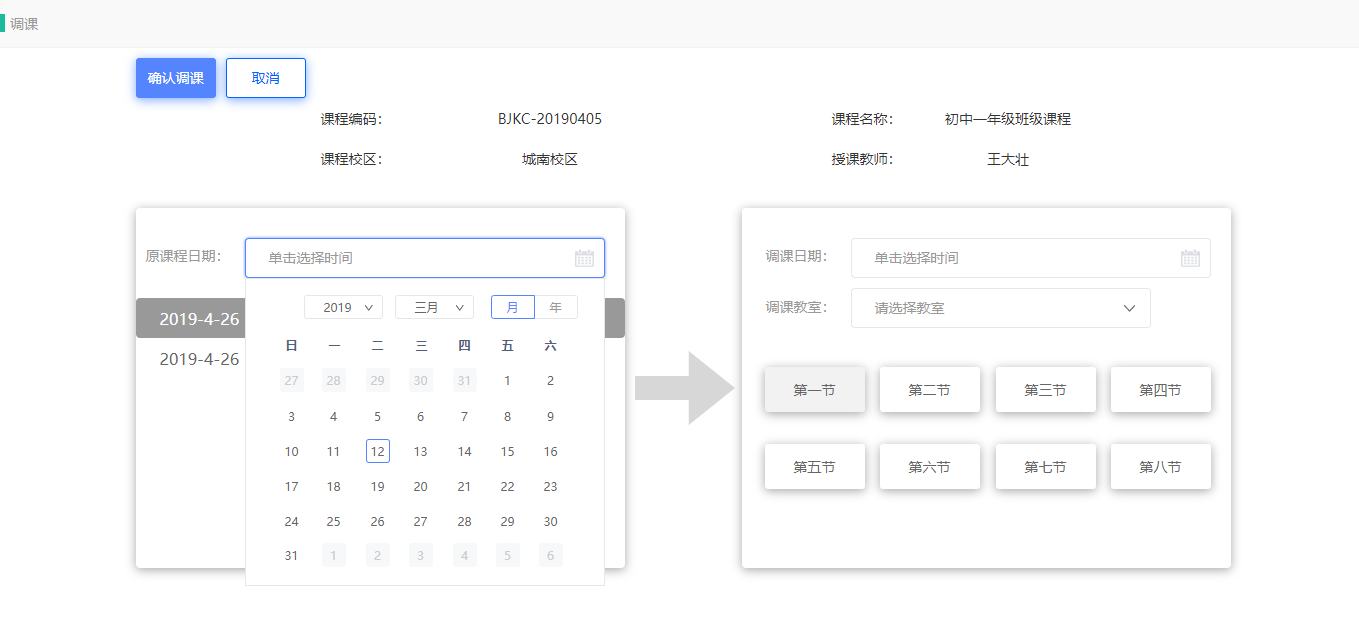 调课
确认调课 取消
课程编码： BJKC-20190405 课程名称： 初中一年级班级课程
课程校区： 城南校区 授课教师： 王大壮
原课程日期： 单击选择时间
2019 三月 月 年
2019-4-26
2019-4-26
日 一 二 三 四 五 六
27 28 29 30 31 1 2
3 4 5 6 7 8 9
10 11 12 13 14 15 16
17 18 19 20 21 22 23
24 25 26 27 28 29 30
31 1 2 3 4 5 6
调课日期： 单击选择时间
调课教室： 请选择教室
第一节 第二节 第三节 第四节
第五节 第六节 第七节 第八节